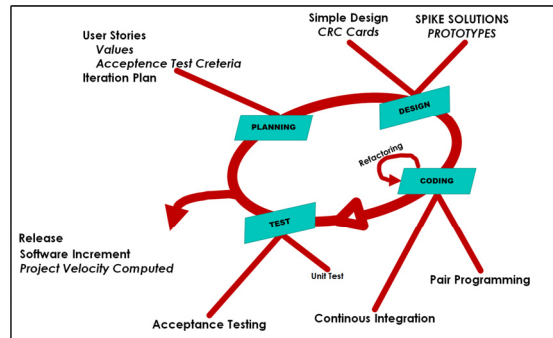 User Stories
Values
Acceptence Test Creteria
Iteration Plan
Simple Design
CRC Cards
SPIKE SOLUTIONS
PROTOTYPES
PLANNING
DESIGN
Refactoring
CODING
TEST
Release
Software Increment
Project Velocity Computed
Unit Test
Acceptance Testing
Pair Programming
Continous Integration